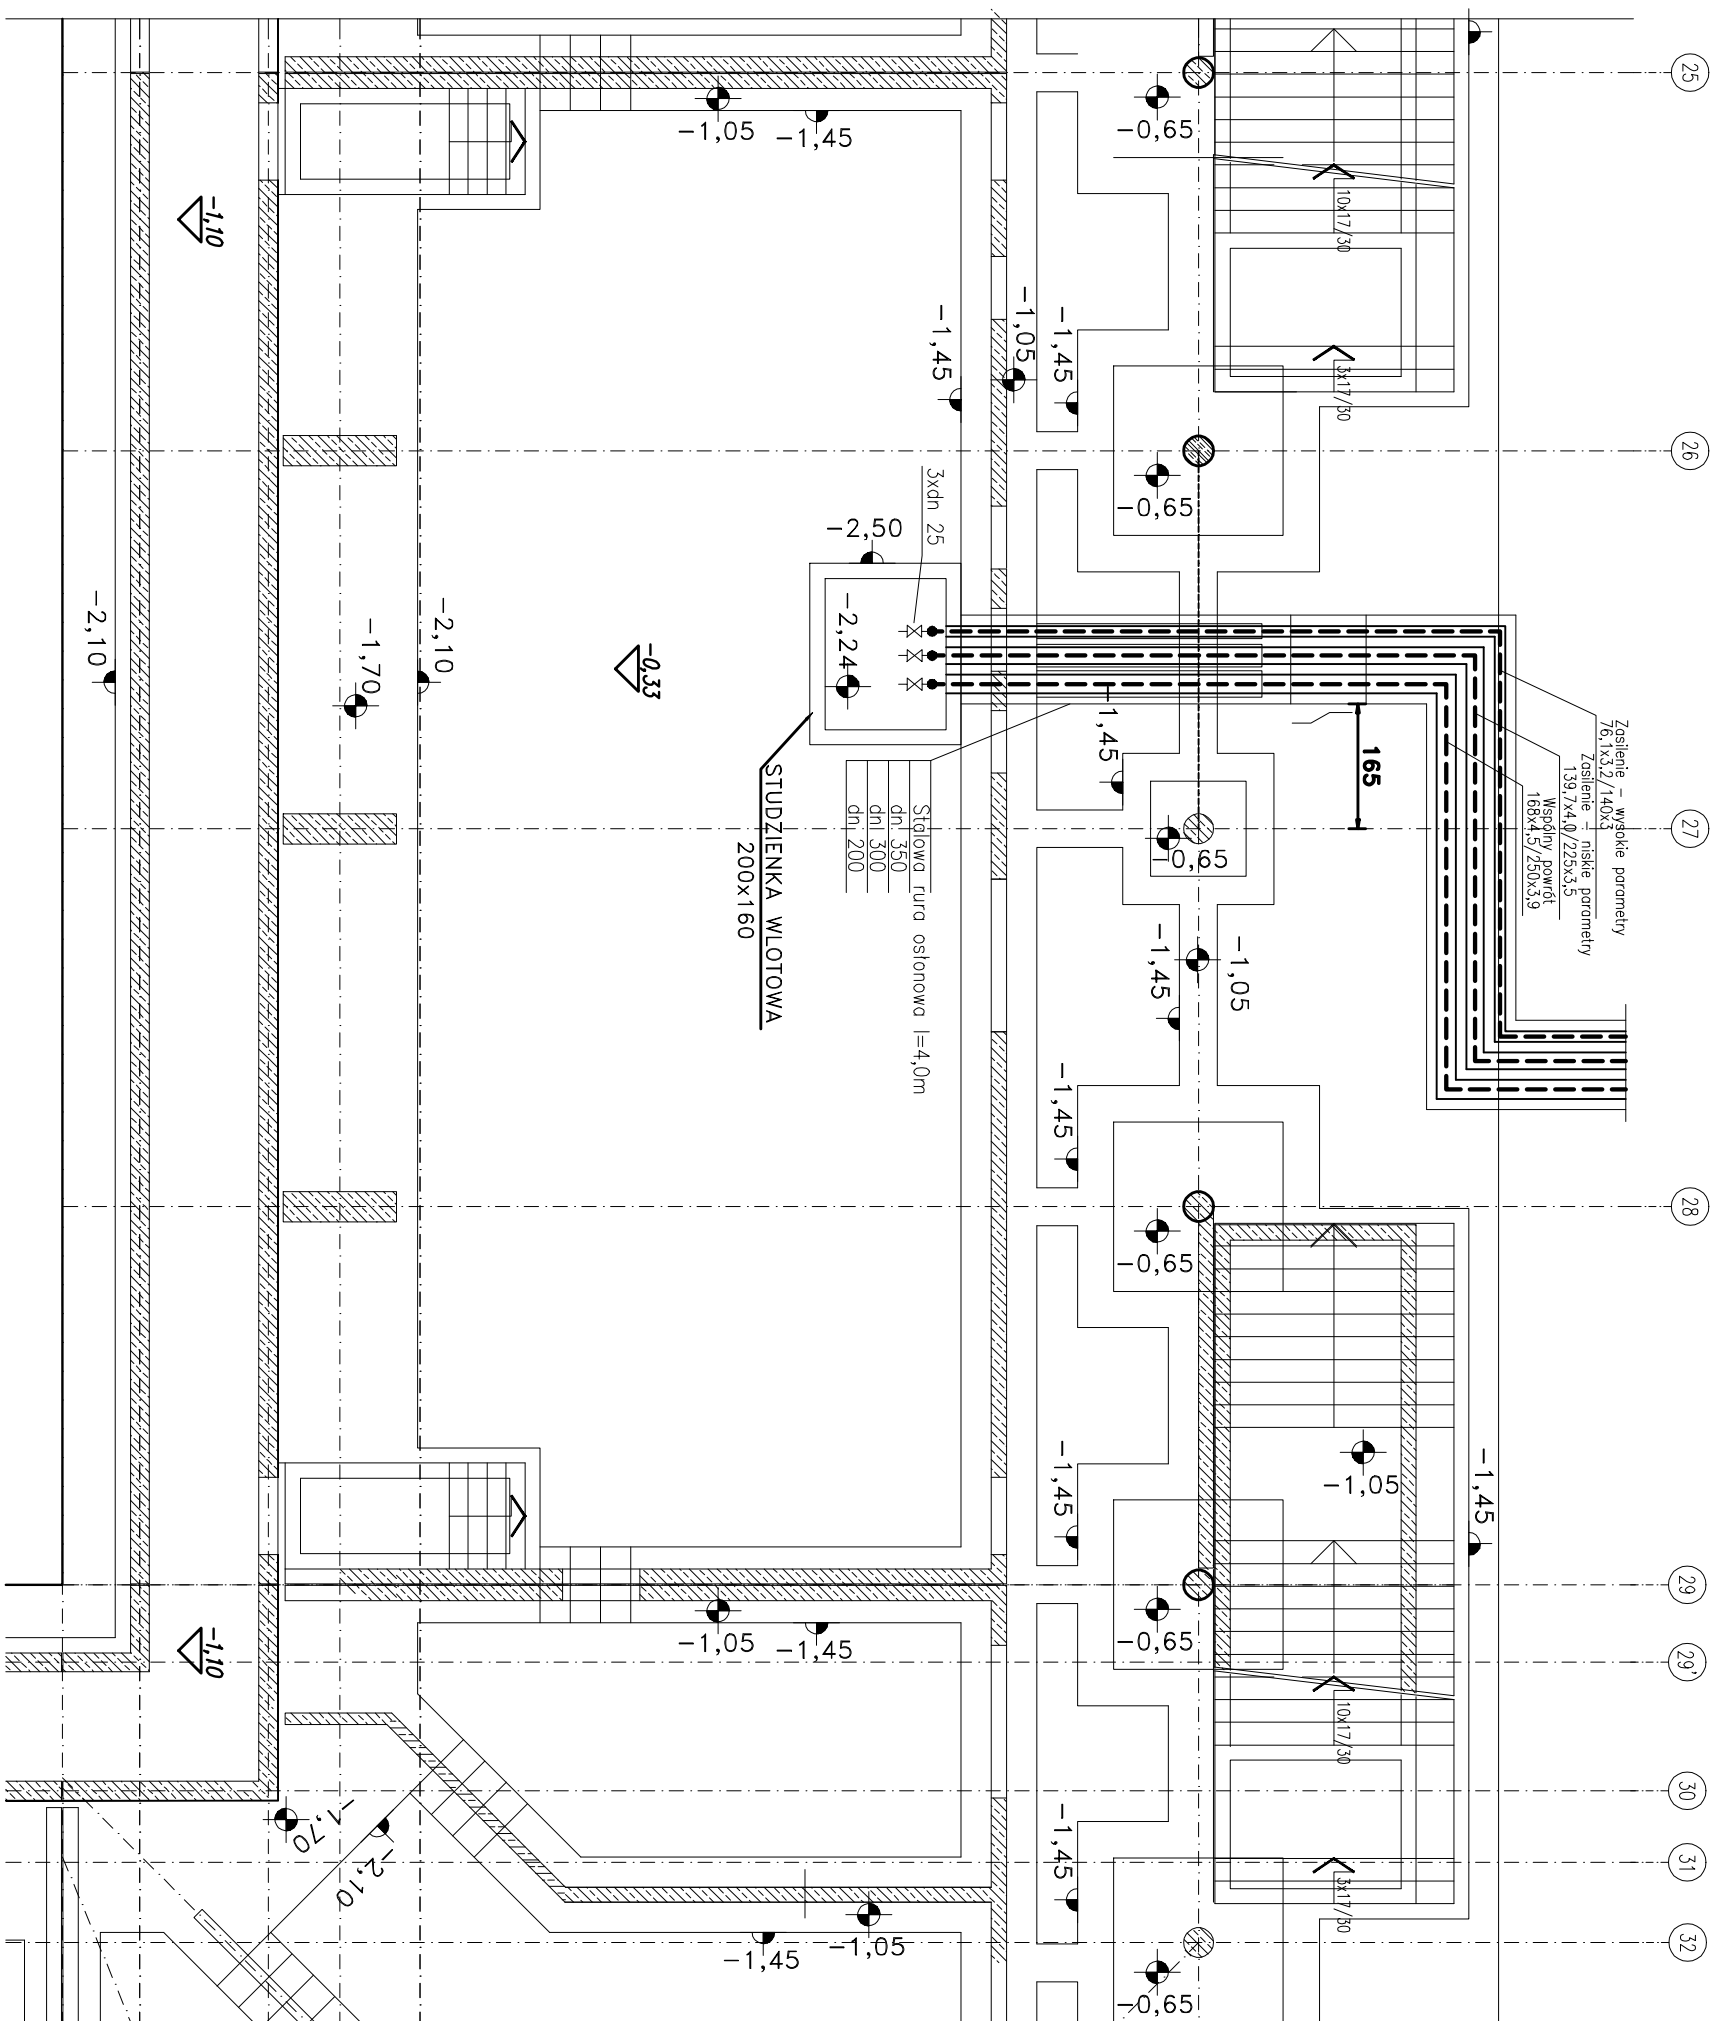 25
-1,05
-1,45
-0,65
-1,10
10x17/30
-1,45
-1,05
-1,45
3x17/30
26
-0,65
3xdn 25
-2,50
-2,10
-1,70
-2,10
-0,33
-2,24
-1,45
165
Zasilenie - wysokie parametry
76,1x3,2/140x3
Zasilenie - niskie parametry
139,7x4,0/225x3,5
Wspólny powrót
168x4,5/250x3,9
27
-0,65
STUDZIENKA WLOTOWA
200x160
Stalowa rura osłonowa l=4,0m
dn 350
dn 300
dn 200
-1,45
-1,05
-1,45
28
-0,65
-1,45
-1,05
-1,45
29
-1,05
-1,45
-0,65
29'
-1,10
10x17/30
30
-1,70
-2,10
-1,45
31
3x17/30
-1,45
-1,05
32
-0,65